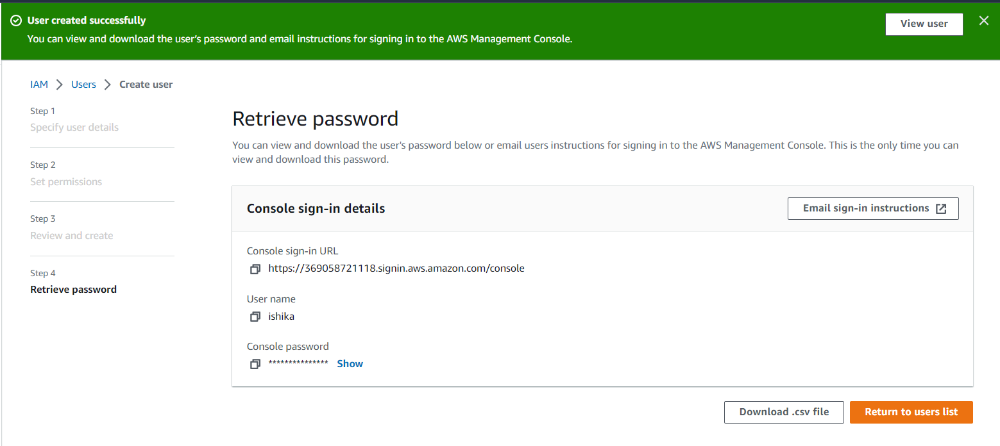 User created successfully
View user
You can view and download the user's password and email instructions for signing in to the AWS Management Console.
IAM > Users > Create user
Step 1
Specify user details
Step 2
Set permissions
Step 3
Review and create
Step 4
Retrieve password
Retrieve password
You can view and download the user's password below or email users instructions for signing in to the AWS Management Console. This is the only time you can
view and download this password.
Console sign-in details
Email sign-in instructions
Console sign-in URL
https://369058721118.signin.aws.amazon.com/console
User name
ishika
Console password
*************** Show
Download .csv file
Return to users list